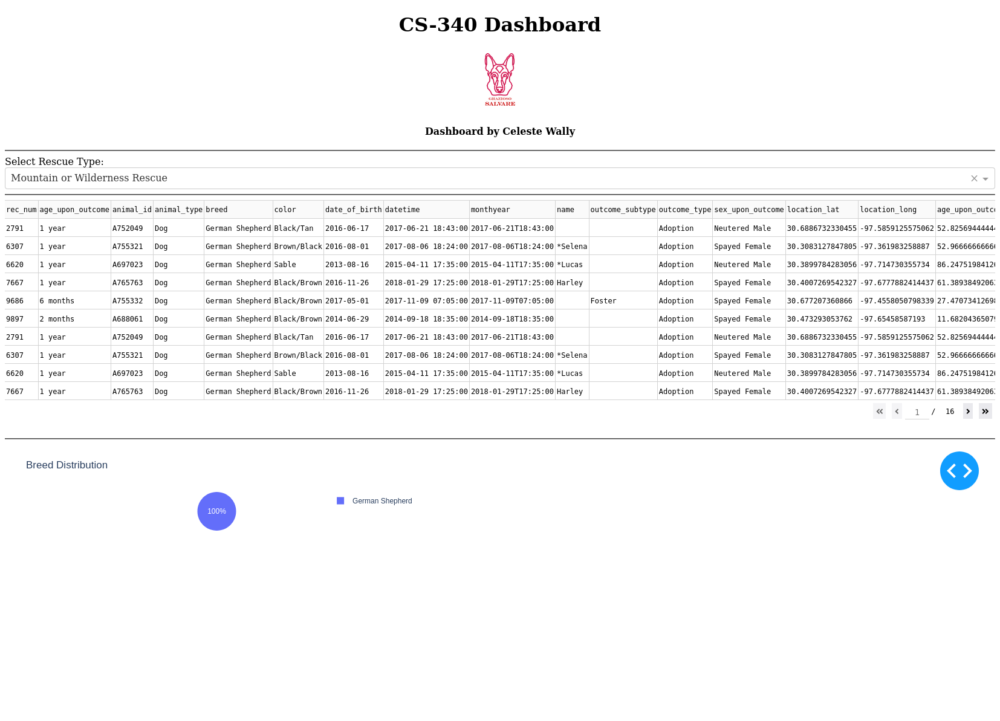 CS-340 Dashboard
GRAZIOSO
SALVARE
Dashboard by Celeste Wally
Select Rescue Type:
Mountain or Wilderness Rescue
rec_num age_upon_outcome animal_id animal_type breed color date_of_birth datetime monthyear name outcome_subtype outcome_type sex_upon_outcome location_lat location_long age_upon_outco
2791 1 year A752049 Dog German Shepherd Black/Tan 2016-06-17 2017-06-21 18:43:00 2017-06-21T18:43:00 Adoption Neutered Male 30.6886732330455 -97.5859125575062 52.8256944444
6307 1 year A755321 Dog German Shepherd Brown/Black 2016-08-01 2017-08-06 18:24:00 2017-08-06T18:24:00 *Selena Adoption Spayed Female 30.3083127847805 -97.361983258887 52.9666666666
6620 1 year A697023 Dog German Shepherd Sable 2013-08-16 2015-04-11 17:35:00 2015-04-11T17:35:00 *Lucas Adoption Neutered Male 30.3899784283056 -97.714730355734 86.2475198412
7667 1 year A765763 Dog German Shepherd Black/Brown 2016-11-26 2018-01-29 17:25:00 2018-01-29T17:25:00 Harley Adoption Spayed Female 30.4007269542327 -97.6777882414437 61.3893849206
9686 6 months A755332 Dog German Shepherd Black/Brown 2017-05-01 2017-11-09 07:05:00 2017-11-09T07:05:00 Foster Adoption Spayed Female 30.677207360866 -97.4558050798339 27.4707341269
9897 2 months A688061 Dog German Shepherd Black/Brown 2014-06-29 2014-09-18 18:35:00 2014-09-18T18:35:00 Adoption Spayed Female 30.473293053762 -97.65458587193 11.6820436507
2791 1 year A752049 Dog German Shepherd Black/Tan 2016-06-17 2017-06-21 18:43:00 2017-06-21T18:43:00 Adoption Neutered Male 30.6886732330455 -97.5859125575062 52.8256944444
6307 1 year A755321 Dog German Shepherd Brown/Black 2016-08-01 2017-08-06 18:24:00 2017-08-06T18:24:00 *Selena Adoption Spayed Female 30.3083127847805 -97.361983258887 52.9666666666
6620 1 year A697023 Dog German Shepherd Sable 2013-08-16 2015-04-11 17:35:00 2015-04-11T17:35:00 *Lucas Adoption Neutered Male 30.3899784283056 -97.714730355734 86.2475198412
7667 1 year A765763 Dog German Shepherd Black/Brown 2016-11-26 2018-01-29 17:25:00 2018-01-29T17:25:00 Harley Adoption Spayed Female 30.4007269542327 -97.6777882414437 61.3893849206
1 / 16
Breed Distribution
German Shepherd
100%